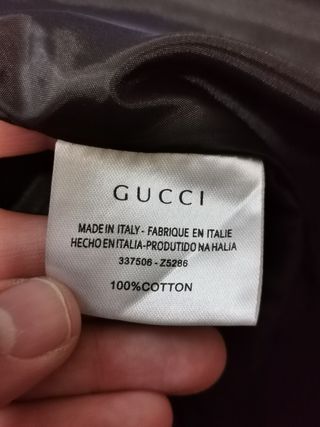 GUCCI
MADE IN ITALY - FABRIQUE EN ITALIE
HECHO EN ITALIA-PRODUTIDO NA HALIA
337506 - Z5286
100%COTTON